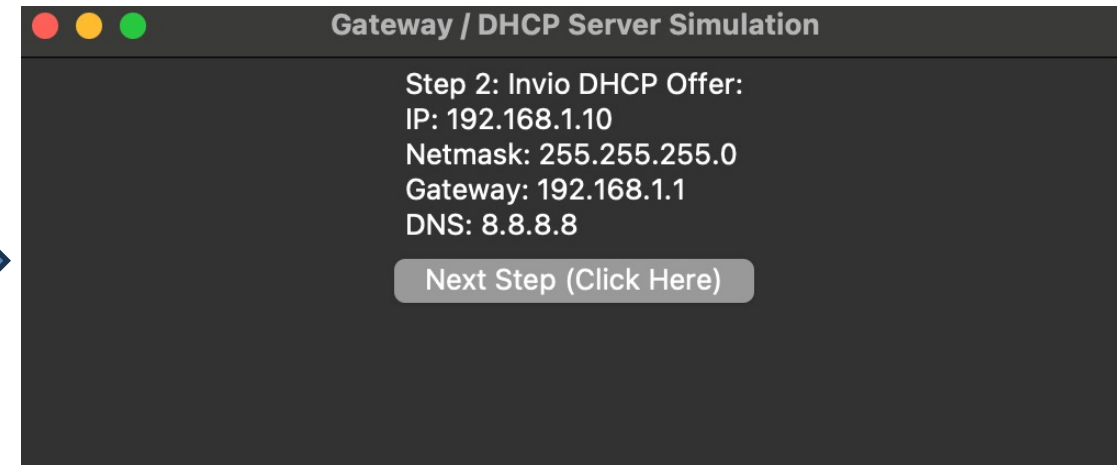 Gateway / DHCP Server Simulation
Step 2: Invio DHCP Offer:
IP: 192.168.1.10
Netmask: 255.255.255.0
Gateway: 192.168.1.1
DNS: 8.8.8.8
Next Step (Click Here)